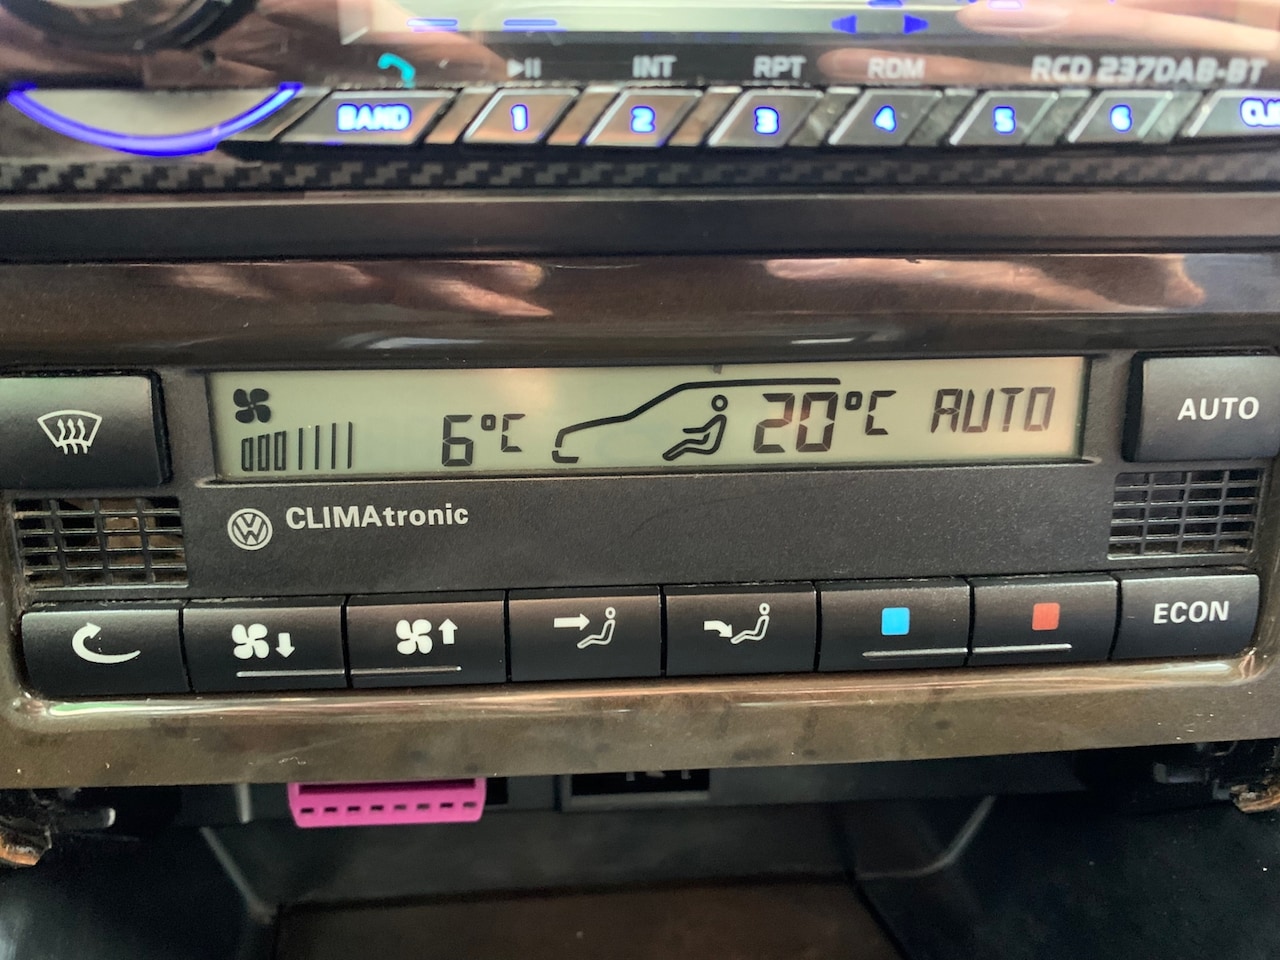 INT RPT RDM RCD 237DAB-BT
BAND 1 2 3 4 5 6
6°C 20°C AUTO
AUTO
CLIMAtronic
ECON